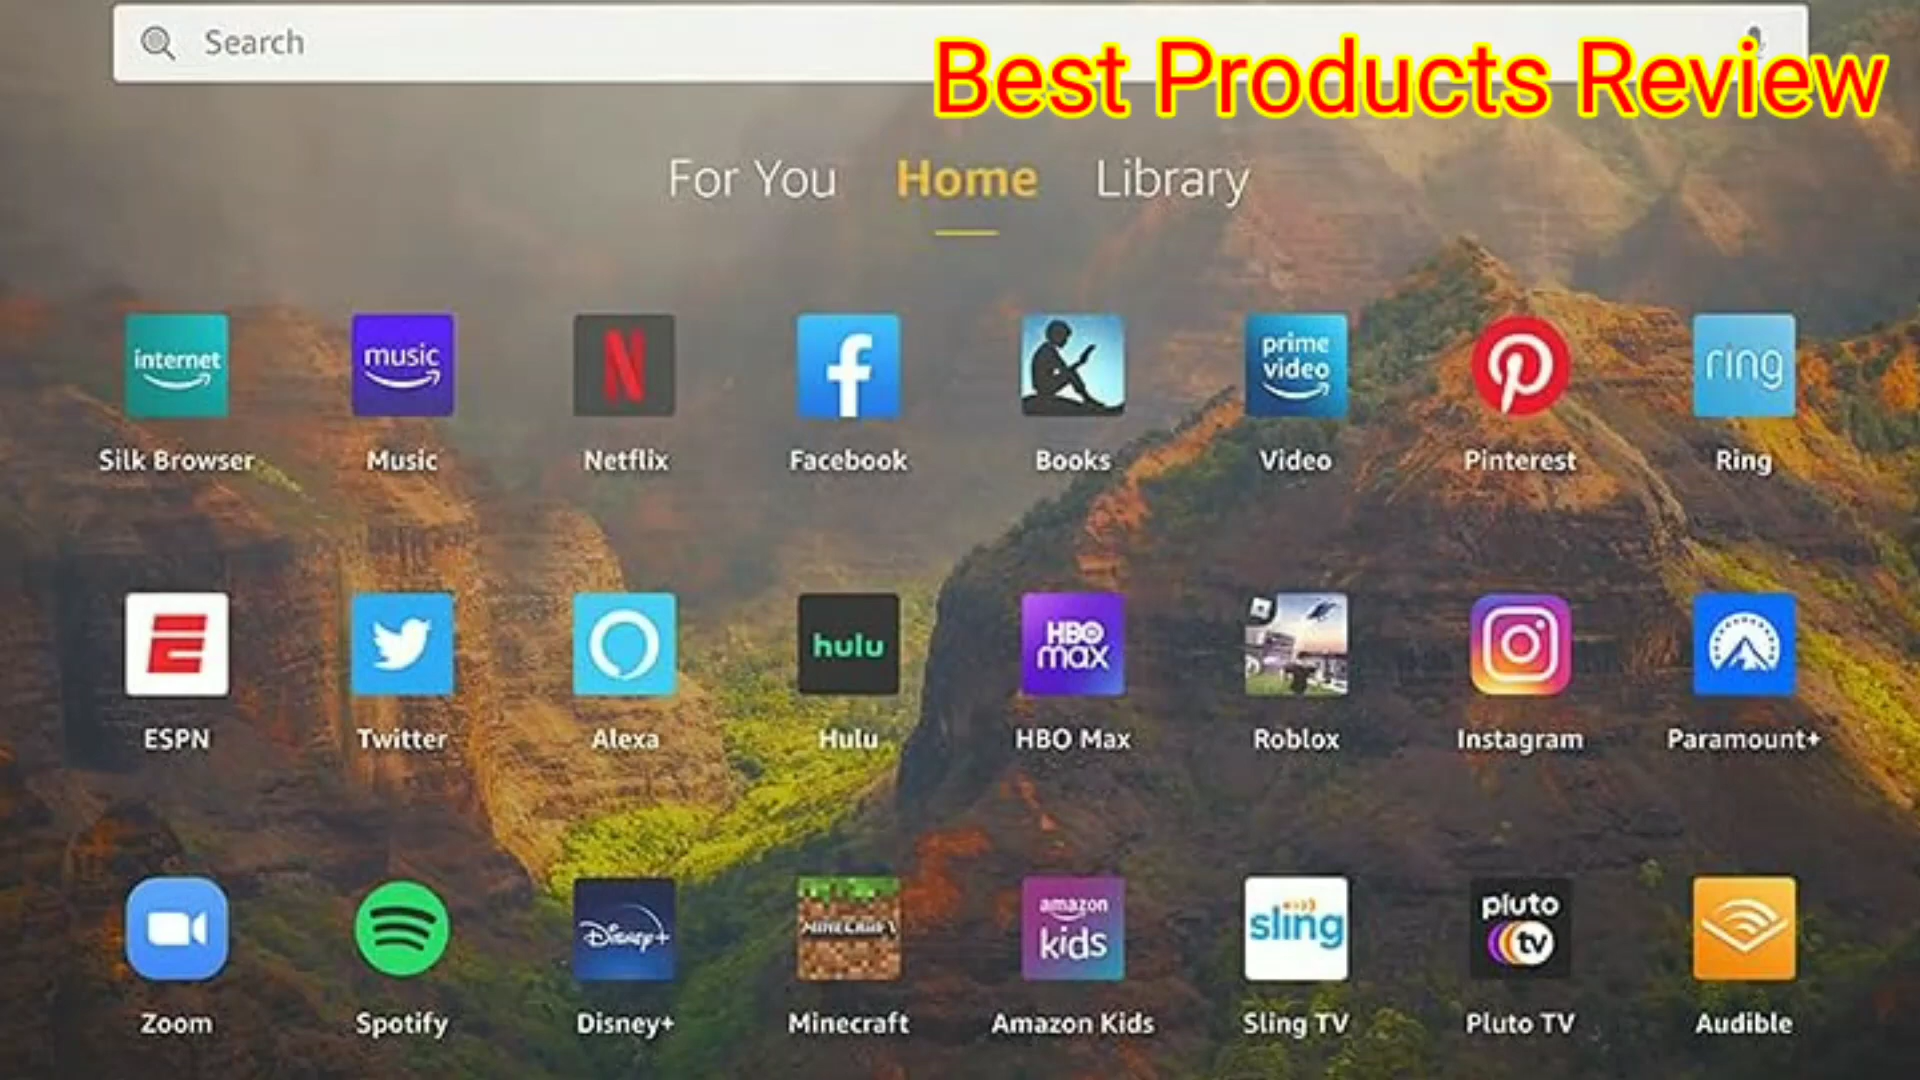 Search
Best Products Review
For You Home Library
internet
music
prime
video
ring
Silk Browser Music Netflix Facebook Books Video Pinterest Ring
hulu
HBO
max
ESPN Twitter Alexa Hulu HBO Max Roblox Instagram Paramount+
Disney+
MINECRAFT
amazon
kids
sling
pluto
tv
Zoom Spotify Disney+ Minecraft Amazon Kids Sling TV Pluto TV Audible